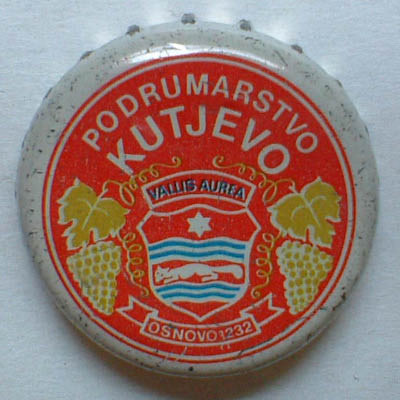 PODRUMARSTVO
KUTJEVO
VALLIS AUREA
OSNOVO 1232